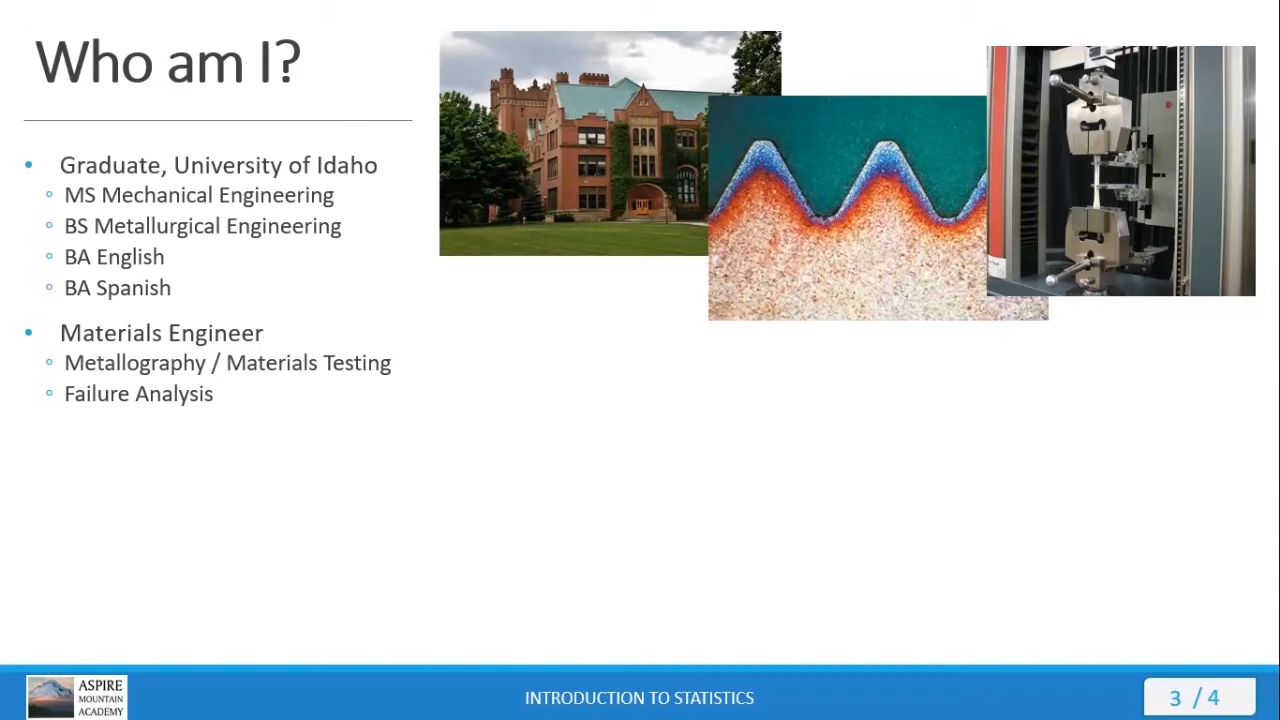 Who am I?
Graduate, University of Idaho
MS Mechanical Engineering
BS Metallurgical Engineering
BA English
BA Spanish
Materials Engineer
Metallography / Materials Testing
Failure Analysis
ASPIRE
MOUNTAIN
ACADEMY
INTRODUCTION TO STATISTICS
3 / 4